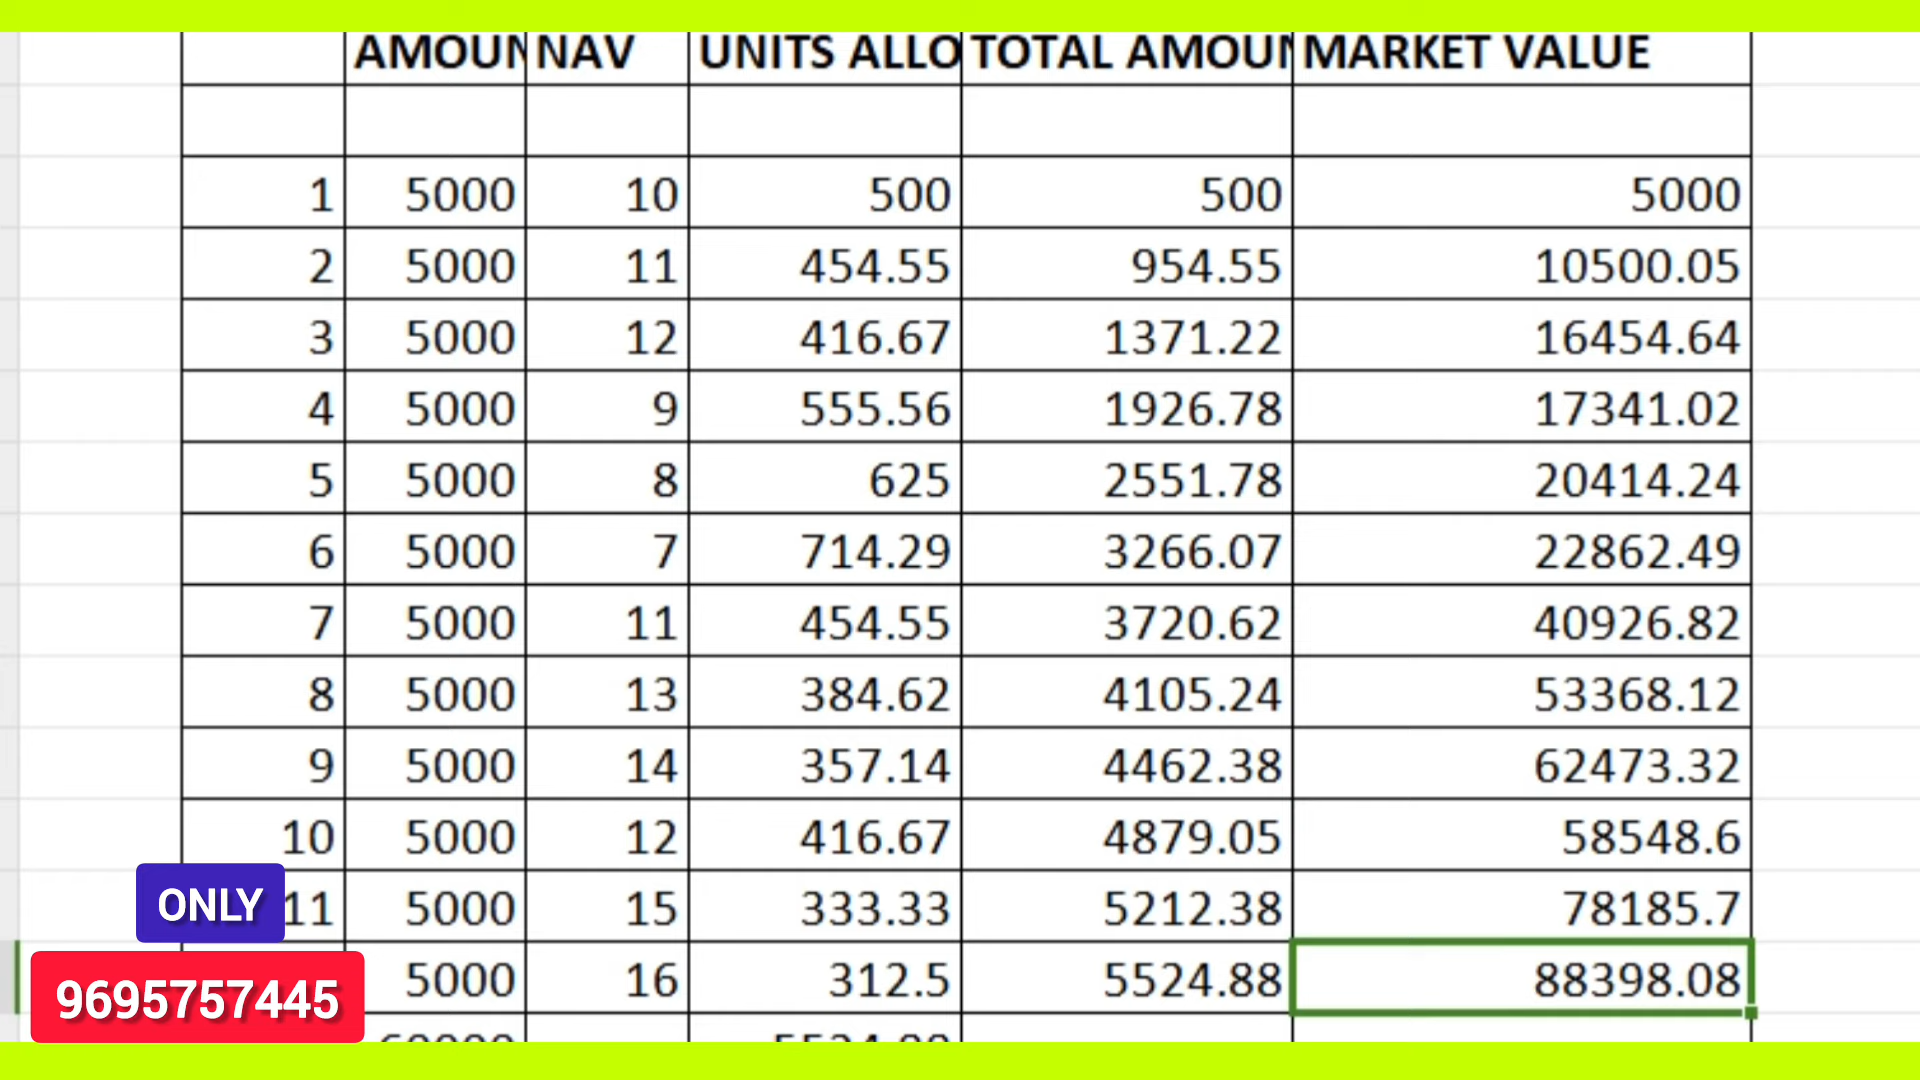 AMOUN NAV UNITS ALLO TOTAL AMOUN MARKET VALUE
1 5000 10 500 500 5000
2 5000 11 454.55 954.55 10500.05
3 5000 12 416.67 1371.22 16454.64
4 5000 9 555.56 1926.78 17341.02
5 5000 8 625 2551.78 20414.24
6 5000 7 714.29 3266.07 22862.49
7 5000 11 454.55 3720.62 40926.82
8 5000 13 384.62 4105.24 53368.12
9 5000 14 357.14 4462.38 62473.32
10 5000 12 416.67 4879.05 58548.6
ONLY
11 5000 15 333.33 5212.38 78185.7
9695757445
5000 16 312.5 5524.88 88398.08